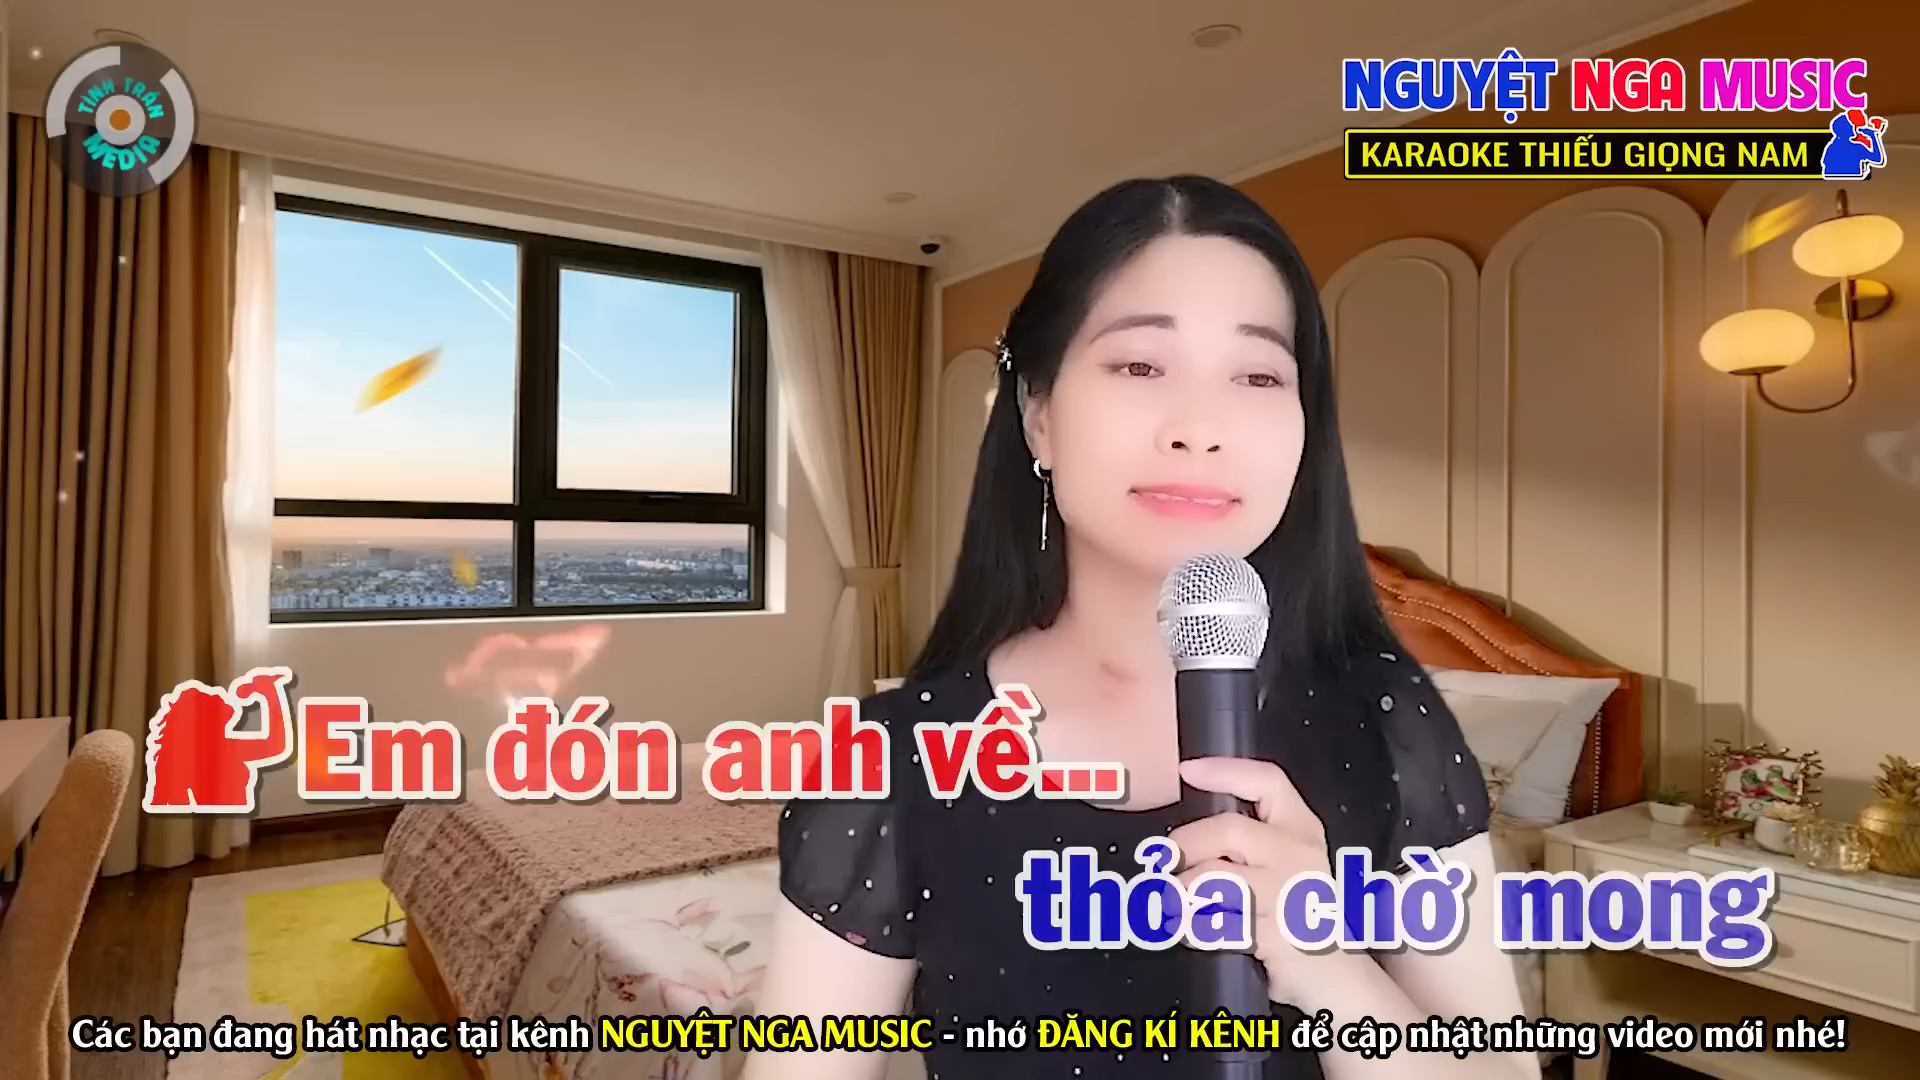 TINH TRẦN
MEDIA
NGUYỆT NGA MUSIC
KARAOKE THIẾU GIỌNG NAM
Em đón anh về...
thỏa chờ mong
Các bạn đang hát nhạc tại kênh NGUYỆT NGA MUSIC - nhớ ĐĂNG KÍ KÊNH để cập nhật những video mới nhé!